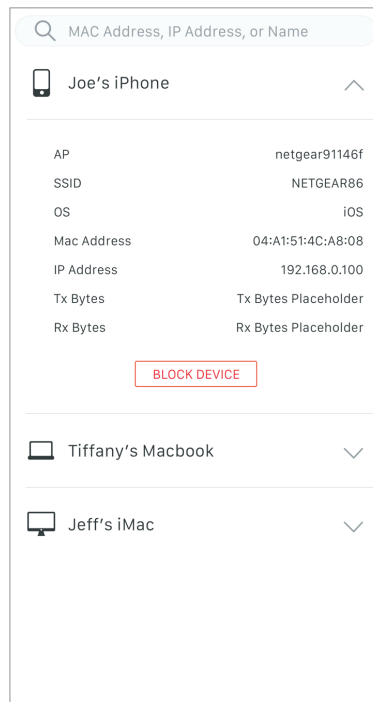 MAC Address, IP Address, or Name
Joe's iPhone
AP netgear91146f
SSID NETGEAR86
OS iOS
Mac Address 04:A1:51:4C:A8:08
IP Address 192.168.0.100
Tx Bytes Tx Bytes Placeholder
Rx Bytes Rx Bytes Placeholder
BLOCK DEVICE
Tiffany's Macbook
Jeff's iMac